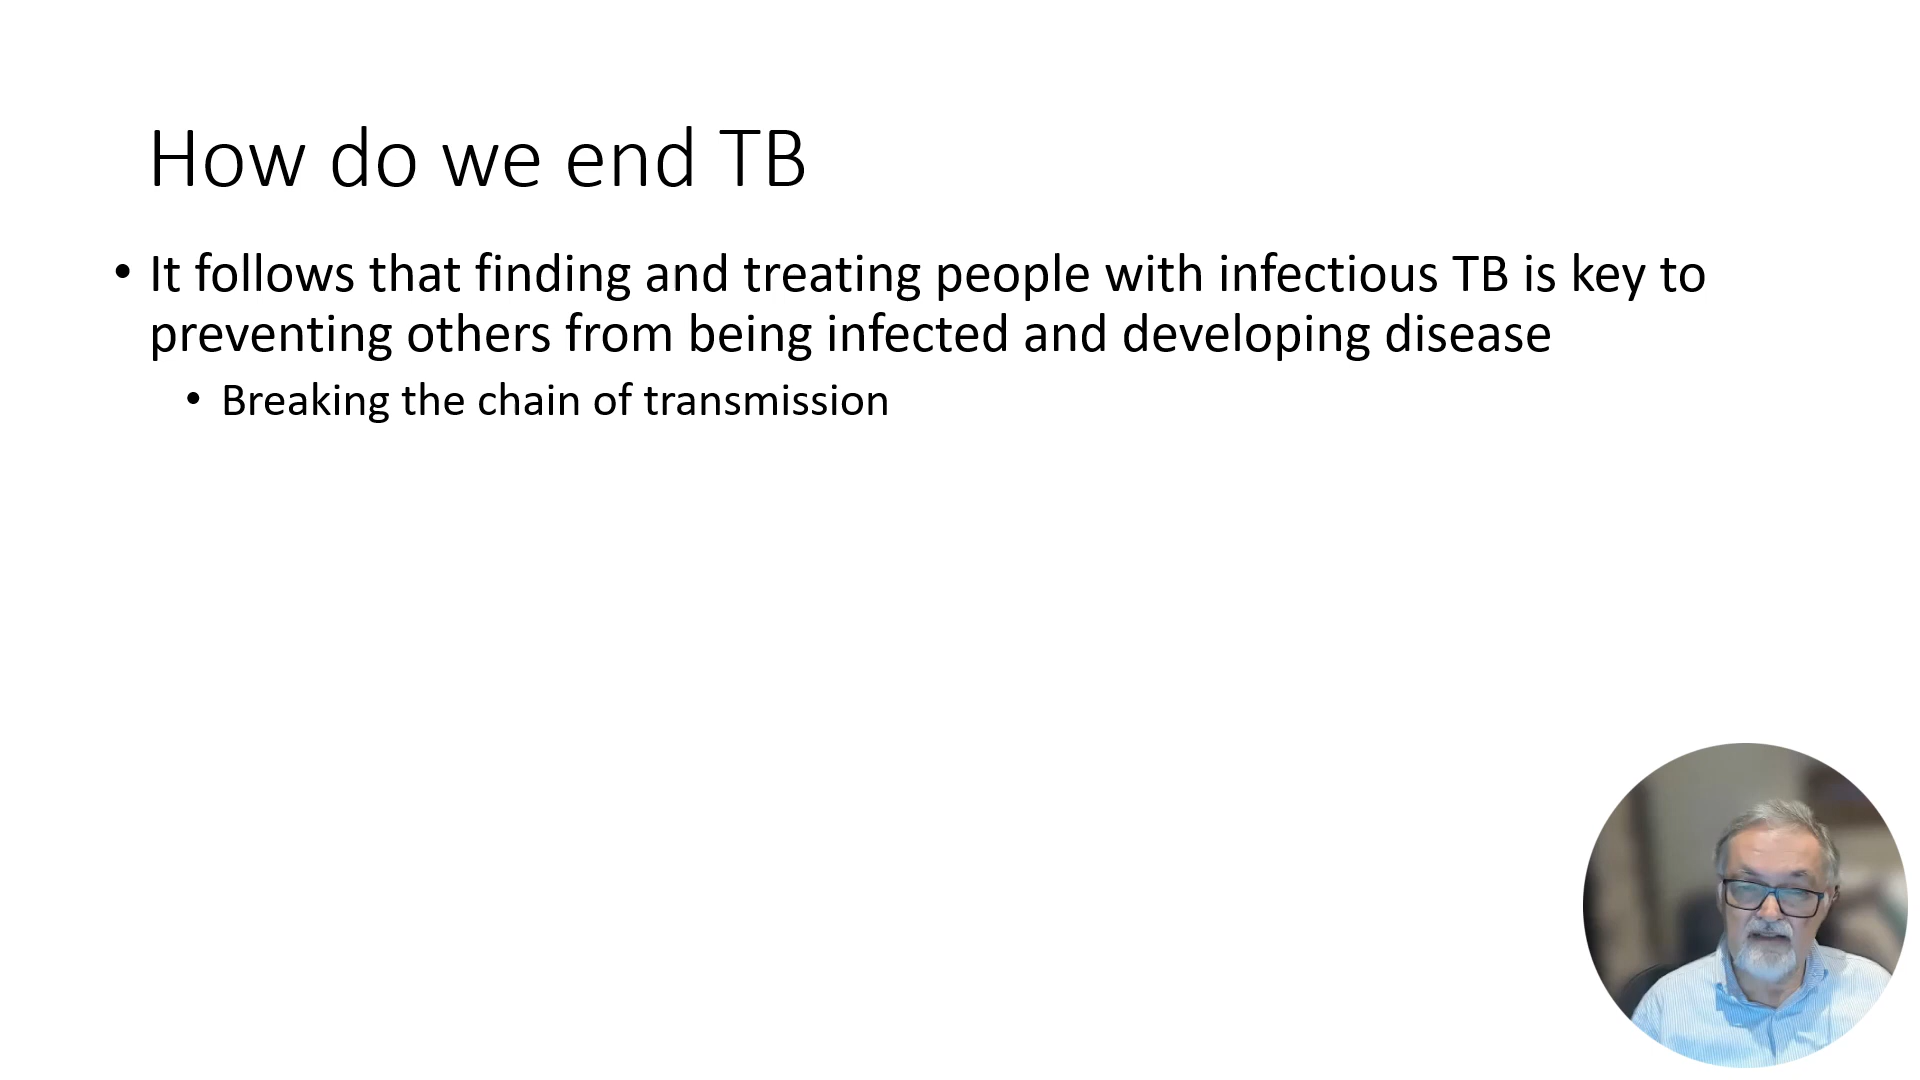 How do we end TB
• It follows that finding and treating people with infectious TB is key to
preventing others from being infected and developing disease
• Breaking the chain of transmission